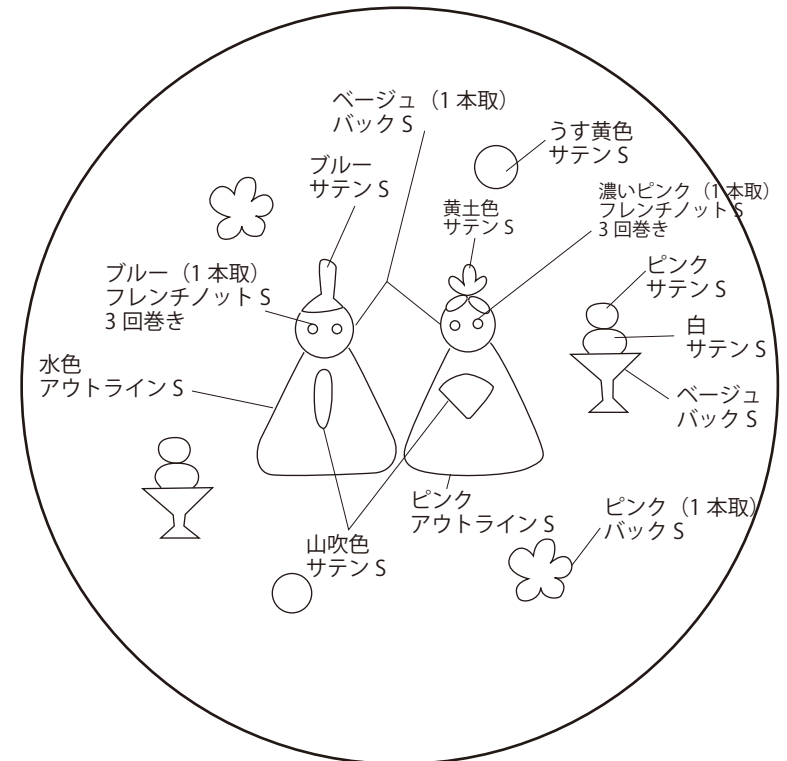 ベージュ（1 本取）
バック S
うす黄色
サテン S
ブルー
サテン S
濃いピンク（1 本取）
フレンチノット S
3 回巻き
黄土色
サテン S
ブルー（1 本取）
フレンチノット S
3 回巻き
ピンク
サテン S
白
サテン S
水色
アウトライン S
ベージュ
バック S
ピンク
アウトライン S
ピンク（1 本取）
バック S
山吹色
サテン S